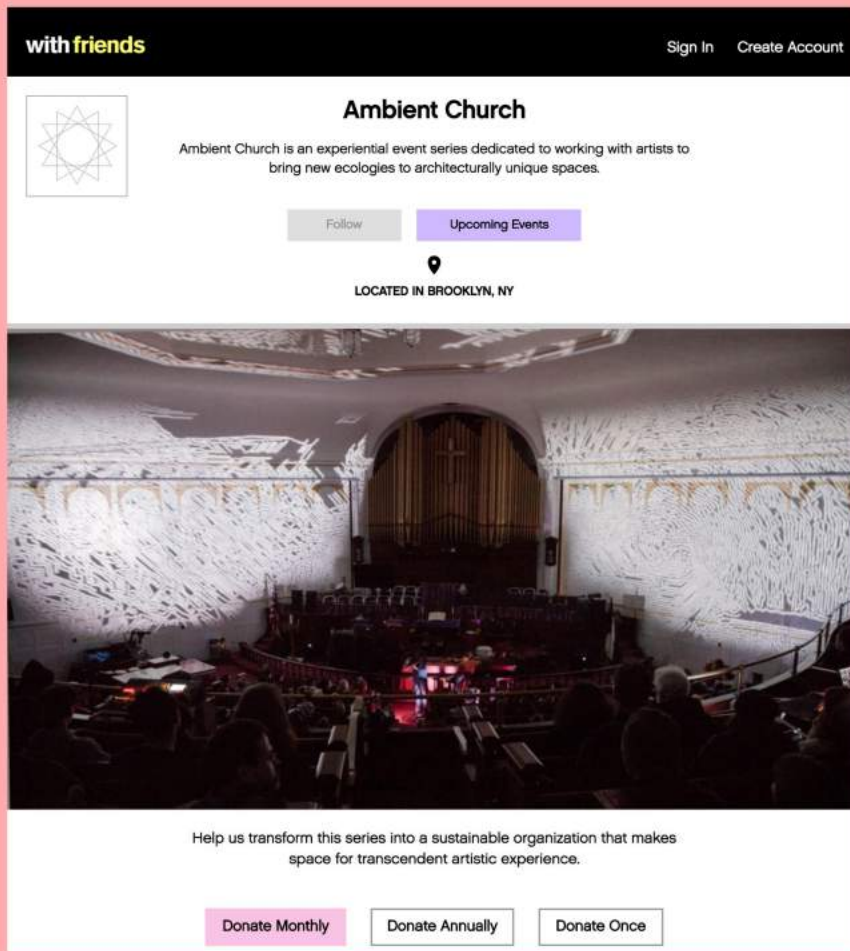 withfriends
Sign In
Create Account
Ambient Church
Ambient Church is an experiential event series dedicated to working with artists to
bring new ecologies to architecturally unique spaces.
Follow
Upcoming Events
LOCATED IN BROOKLYN, NY
Help us transform this series into a sustainable organization that makes
space for transcendent artistic experience.
Donate Monthly
Donate Annually
Donate Once